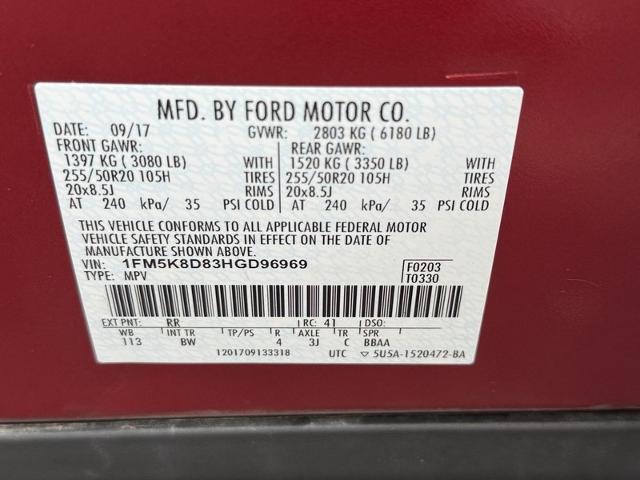 MFD. BY FORD MOTOR CO.
DATE: 09/17 GVWR: 2803 KG ( 6180 LB)
FRONT GAWR: REAR GAWR:
1397 KG ( 3080 LB) WITH 1520 KG ( 3350 LB) WITH
255/50R20 105H TIRES 255/50R20 105H TIRES
20x8.5J RIMS 20x8.5J RIMS
AT 240 kPa/ 35 PSI COLD AT 240 kPa/ 35 PSI COLD
THIS VEHICLE CONFORMS TO ALL APPLICABLE FEDERAL MOTOR
VEHICLE SAFETY STANDARDS IN EFFECT ON THE DATE OF
MANUFACTURE SHOWN ABOVE.
VIN: 1FM5K8D83HGD96969 F0203
TYPE: MPV T0330
EXT PNT: RR RC: 41 DSO:
WB INT TR TP/PS R AXLE TR SPR
113 BW 4 3J C BBAA
1201709133318 UTC ▽ 5U5A-1520472-BA